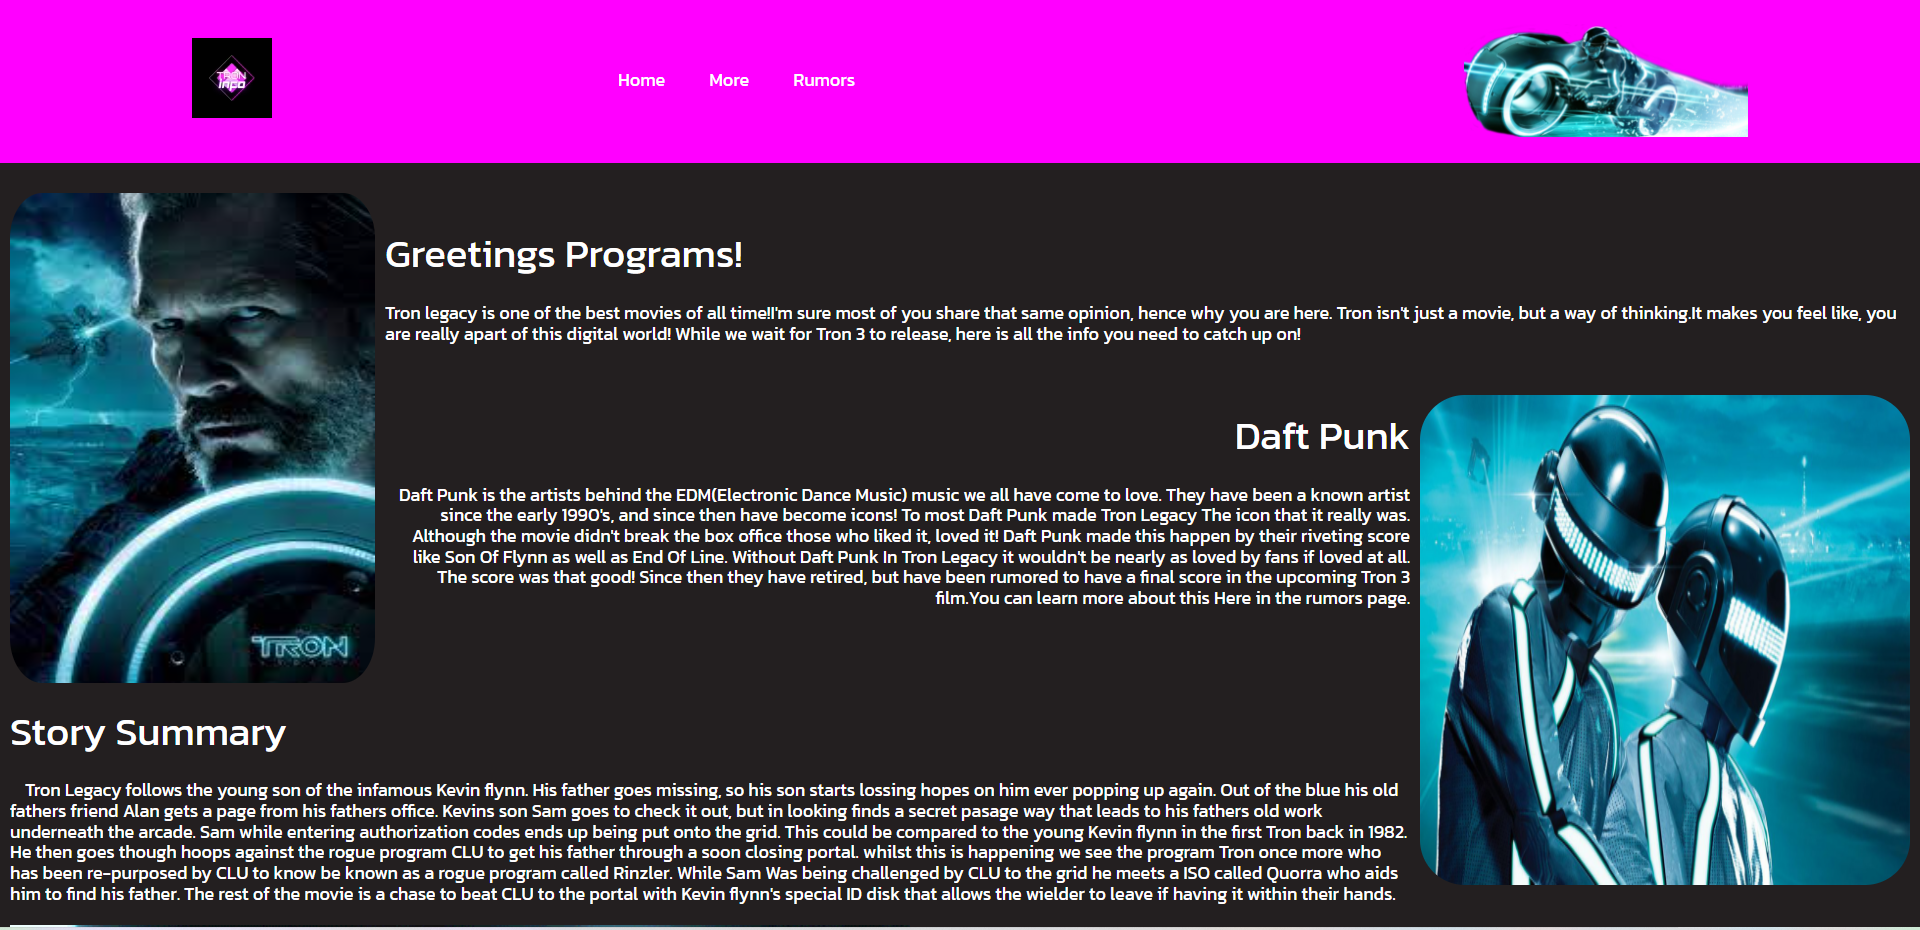 TRON
INFO
Home More Rumors
Greetings Programs!
Tron legacy is one of the best movies of all time!I'm sure most of you share that same opinion, hence why you are here. Tron isn't just a movie, but a way of thinking.It makes you feel like, you
are really apart of this digital world! While we wait for Tron 3 to release, here is all the info you need to catch up on!
Daft Punk
Daft Punk is the artists behind the EDM(Electronic Dance Music) music we all have come to love. They have been a known artist
since the early 1990's, and since then have become icons! To most Daft Punk made Tron Legacy The icon that it really was.
Although the movie didn't break the box office those who liked it, loved it! Daft Punk made this happen by their riveting score
like Son Of Flynn as well as End Of Line. Without Daft Punk In Tron Legacy it wouldn't be nearly as loved by fans if loved at all.
The score was that good! Since then they have retired, but have been rumored to have a final score in the upcoming Tron 3
film.You can learn more about this Here in the rumors page.
TRON
LEGACY
Story Summary
Tron Legacy follows the young son of the infamous Kevin flynn. His father goes missing, so his son starts lossing hopes on him ever popping up again. Out of the blue his old
fathers friend Alan gets a page from his fathers office. Kevins son Sam goes to check it out, but in looking finds a secret pasage way that leads to his fathers old work
underneath the arcade. Sam while entering authorization codes ends up being put onto the grid. This could be compared to the young Kevin flynn in the first Tron back in 1982.
He then goes though hoops against the rogue program CLU to get his father through a soon closing portal. whilst this is happening we see the program Tron once more who
has been re-purposed by CLU to know be known as a rogue program called Rinzler. While Sam Was being challenged by CLU to the grid he meets a ISO called Quorra who aids
him to find his father. The rest of the movie is a chase to beat CLU to the portal with Kevin flynn's special ID disk that allows the wielder to leave if having it within their hands.